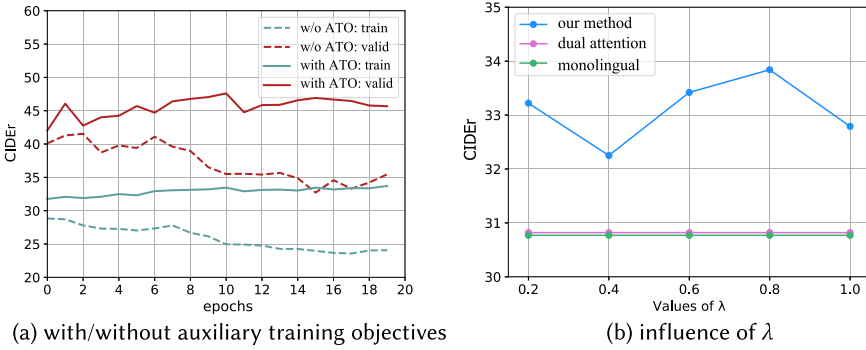 60
55
50
45
40
35
30
25
20
CIDEr
w/o ATO: train
w/o ATO: valid
with ATO: train
with ATO: valid
0 2 4 6 8 10 12 14 16 18 20
epochs
(a) with/without auxiliary training objectives
35
34
33
32
31
30
CIDEr
our method
dual attention
monolingual
0.2 0.4 0.6 0.8 1.0
Values of λ
(b) influence of λ